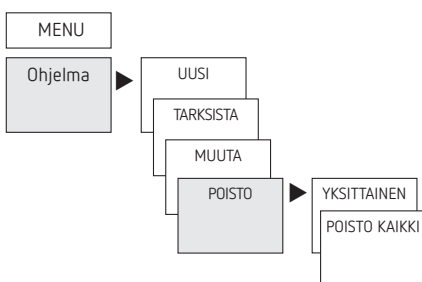 MENU
Ohjelma
UUSI
TARKSISTA
MUUTA
POISTO
YKSITTAINEN
POISTO KAIKKI